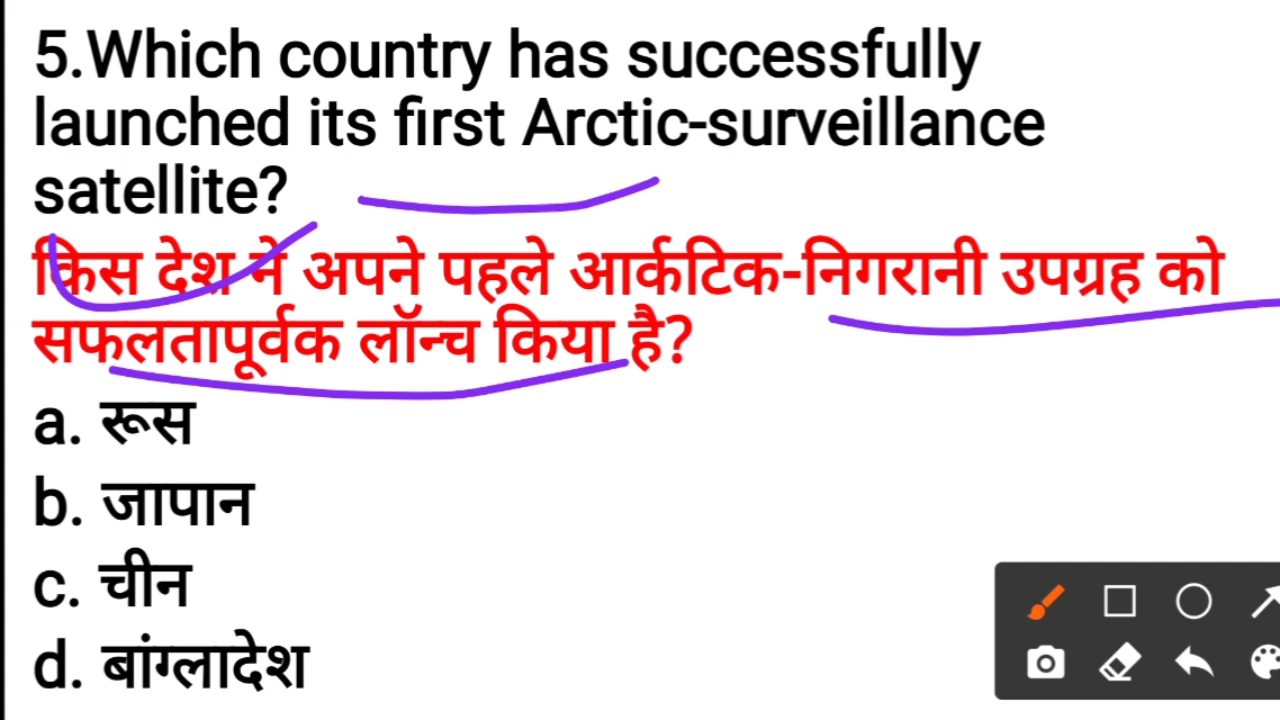 5.Which country has successfully
launched its first Arctic-surveillance
satellite?
किस देश ने अपने पहले आर्कटिक-निगरानी उपग्रह को
सफलतापूर्वक लॉन्च किया है?
a. रूस
b. जापान
c. चीन
d. बांग्लादेश